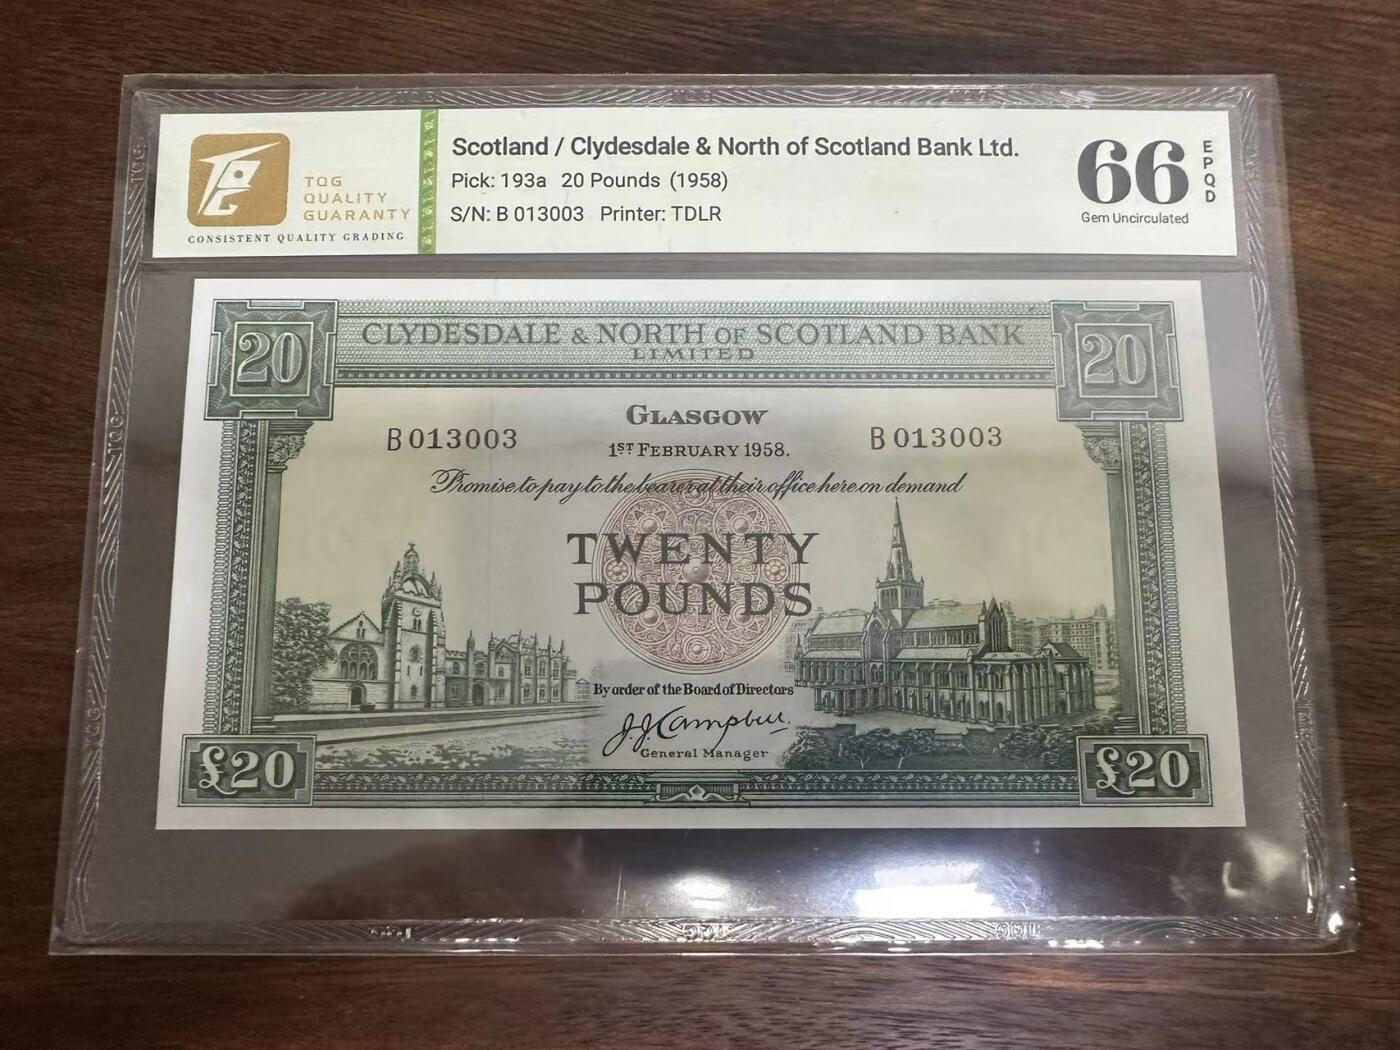 TQG
QUALITY
GUARANTY
CONSISTENT QUALITY GRADING
Scotland / Clydesdale & North of Scotland Bank Ltd.
Pick: 193a 20 Pounds (1958)
S/N: B 013003 Printer: TDLR
66
EPQD
Gem Uncirculated
20
CLYDESDALE & NORTH OF SCOTLAND BANK
LIMITED
20
GLASGOW
B 013003
1ST FEBRUARY 1958.
B 013003
Promise to pay to the bearer at their office here on demand
TWENTY
POUNDS
By order of the Board of Directors
J.J. Campbell.
General Manager
£20
£20